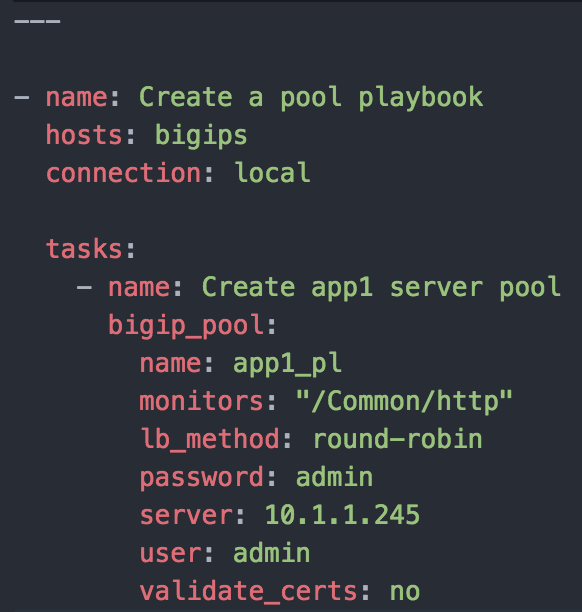 ---
- name: Create a pool playbook
  hosts: bigips
  connection: local
  tasks:
    - name: Create app1 server pool
      bigip_pool:
        name: app1_pl
        monitors: "/Common/http"
        lb_method: round-robin
        password: admin
        server: 10.1.1.245
        user: admin
        validate_certs: no